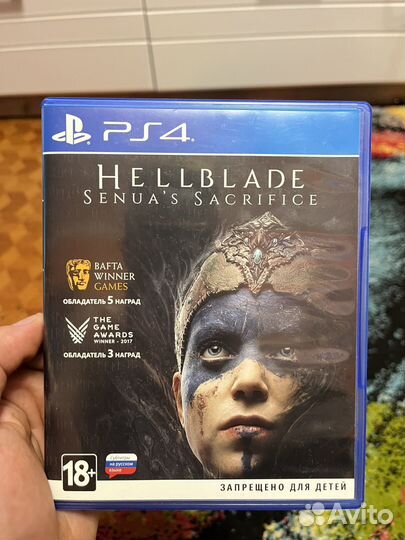 PS4
HELLBLADE
SENUA'S SACRIFICE
BAFTA
WINNER
GAMES
ОБЛАДАТЕЛЬ 5 НАГРАД
THE
GAME
AWARDS
WINNER - 2017
ОБЛАДАТЕЛЬ 3 НАГРАД
18+
субтитры
на русском
языке
ЗАПРЕЩЕНО ДЛЯ ДЕТЕЙ
Avito